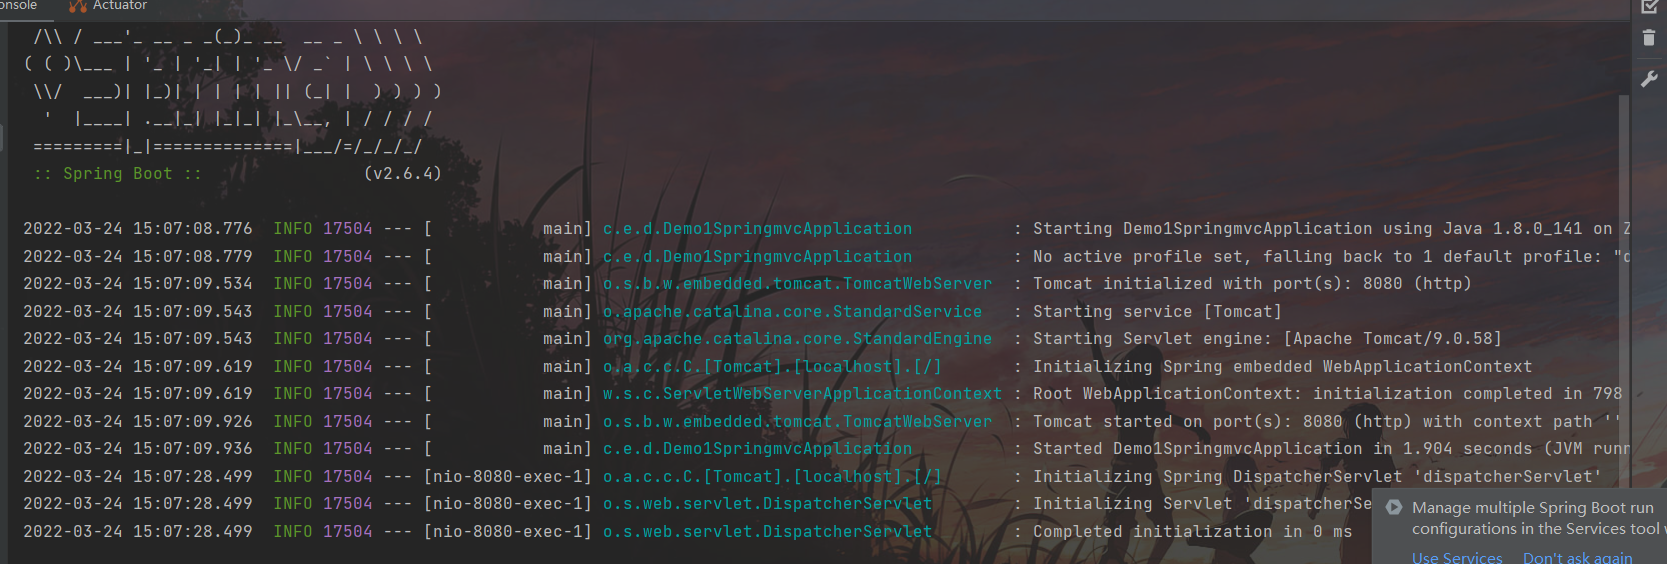 onsole Actuator
 /\\ / ___'_ __ _ _(_)_ __  __ _ \ \ \ \
( ( )\___ | '_ | '_| | '_ \/ _` | \ \ \ \
 \\/  ___)| |_)| | | | | || (_| |  ) ) ) )
  '  |____| .__|_| |_|_| |_\__, | / / / /
 =========|_|==============|___/=/_/_/_/
 :: Spring Boot ::                (v2.6.4)
2022-03-24 15:07:08.776  INFO 17504 --- [           main] c.e.d.Demo1SpringmvcApplication          : Starting Demo1SpringmvcApplication using Java 1.8.0_141 on Z
2022-03-24 15:07:08.779  INFO 17504 --- [           main] c.e.d.Demo1SpringmvcApplication          : No active profile set, falling back to 1 default profile: "d
2022-03-24 15:07:09.534  INFO 17504 --- [           main] o.s.b.w.embedded.tomcat.TomcatWebServer  : Tomcat initialized with port(s): 8080 (http)
2022-03-24 15:07:09.543  INFO 17504 --- [           main] o.apache.catalina.core.StandardService   : Starting service [Tomcat]
2022-03-24 15:07:09.543  INFO 17504 --- [           main] org.apache.catalina.core.StandardEngine  : Starting Servlet engine: [Apache Tomcat/9.0.58]
2022-03-24 15:07:09.619  INFO 17504 --- [           main] o.a.c.c.C.[Tomcat].[localhost].[/]       : Initializing Spring embedded WebApplicationContext
2022-03-24 15:07:09.619  INFO 17504 --- [           main] w.s.c.ServletWebServerApplicationContext : Root WebApplicationContext: initialization completed in 798
2022-03-24 15:07:09.926  INFO 17504 --- [           main] o.s.b.w.embedded.tomcat.TomcatWebServer  : Tomcat started on port(s): 8080 (http) with context path ''
2022-03-24 15:07:09.936  INFO 17504 --- [           main] c.e.d.Demo1SpringmvcApplication          : Started Demo1SpringmvcApplication in 1.904 seconds (JVM runn
2022-03-24 15:07:28.499  INFO 17504 --- [nio-8080-exec-1] o.a.c.c.C.[Tomcat].[localhost].[/]       : Initializing Spring DispatcherServlet 'dispatcherServlet'
2022-03-24 15:07:28.499  INFO 17504 --- [nio-8080-exec-1] o.s.web.servlet.DispatcherServlet        : Initializing Servlet 'dispatcherSe
2022-03-24 15:07:28.499  INFO 17504 --- [nio-8080-exec-1] o.s.web.servlet.DispatcherServlet        : Completed initialization in 0 ms
Manage multiple Spring Boot run
configurations in the Services tool w
Use Services Don't ask again